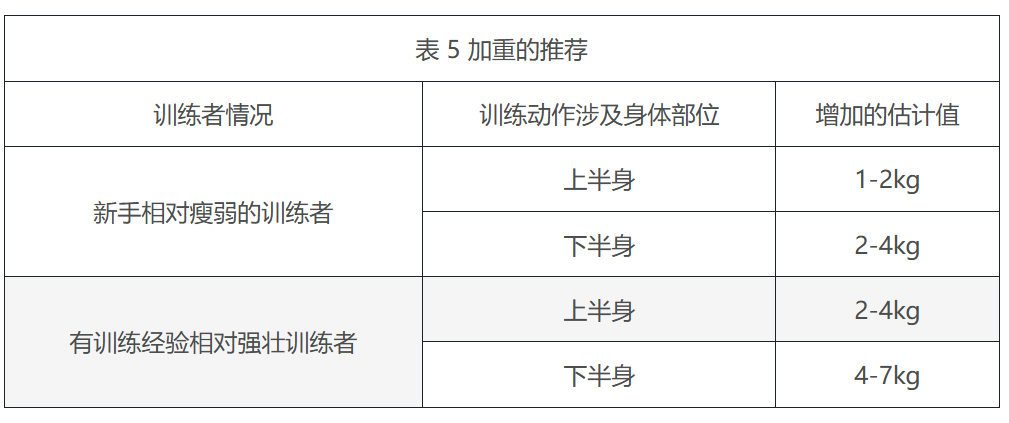 表 5 加重的推荐
训练者情况 训练动作涉及身体部位 增加的估计值
新手相对瘦弱的训练者
上半身 1-2kg
下半身 2-4kg
有训练经验相对强壮训练者
上半身 2-4kg
下半身 4-7kg